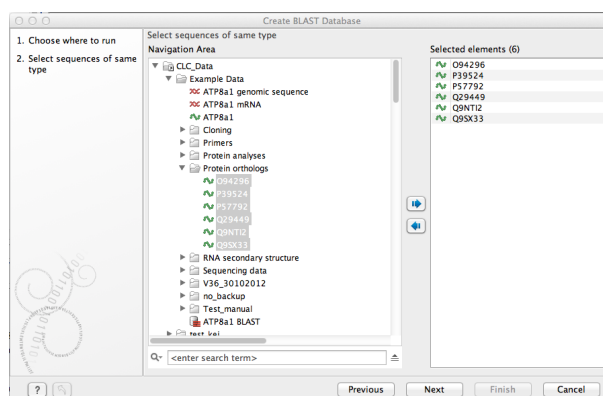 Create BLAST Database
1. Choose where to run
2. Select sequences of same
type
Select sequences of same type
Navigation Area
CLC_Data
Example Data
ATP8a1 genomic sequence
ATP8a1 mRNA
ATP8a1
Cloning
Primers
Protein analyses
Protein orthologs
O94296
P39524
P57792
Q29449
Q9NTI2
Q9SX33
RNA secondary structure
Sequencing data
V36_30102012
no_backup
Test_manual
ATP8a1 BLAST
test_kei
<enter search term>
Selected elements (6)
O94296
P39524
P57792
Q29449
Q9NTI2
Q9SX33
?
Previous
Next
Finish
Cancel